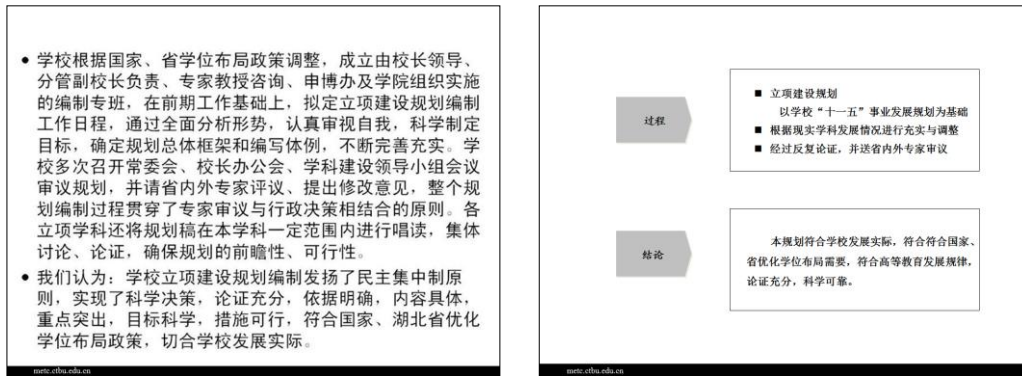 • 学校根据国家、省学位布局政策调整，成立由校长领导、
分管副校长负责、专家教授咨询、申博办及学院组织实施
的编制专班，在前期工作基础上，拟定立项建设规划编制
工作日程，通过全面分析形势，认真审视自我，科学制定
目标，确定规划总体框架和编写体例，不断完善充实。学
校多次召开常委会、校长办公会、学科建设领导小组会议
审议规划，并请省内外专家评议、提出修改意见，整个规
划编制过程贯穿了专家审议与行政决策相结合的原则。各
立项学科还将规划稿在本学科一定范围内进行唱读，集体
讨论、论证，确保规划的前瞻性、可行性。
• 我们认为：学校立项建设规划编制发扬了民主集中制原
则，实现了科学决策，论证充分，依据明确，内容具体，
重点突出，目标科学，措施可行，符合国家、湖北省优化
学位布局政策，切合学校发展实际。
metc.ctbu.edu.cn
过程
■ 立项建设规划
以学校“十一五”事业发展规划为基础
■ 根据现实学科发展情况进行充实与调整
■ 经过反复论证，并送省内外专家审议
结论
本规划符合学校发展实际，符合符合国家、
省优化学位布局需要，符合高等教育发展规律，
论证充分，科学可靠。
metc.ctbu.edu.cn